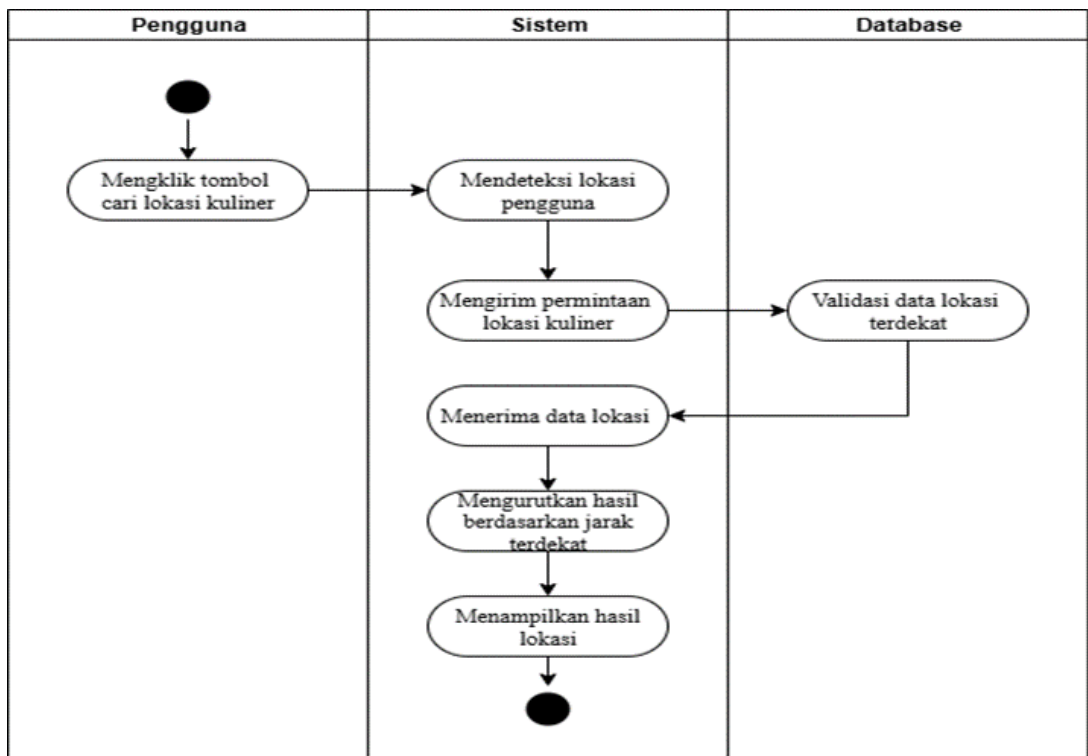 Pengguna
Sistem
Database
Mengklik tombol
cari lokasi kuliner
Mendeteksi lokasi
pengguna
Mengirim permintaan
lokasi kuliner
Validasi data lokasi
terdekat
Menerima data lokasi
Mengurutkan hasil
berdasarkan jarak
terdekat
Menampilkan hasil
lokasi